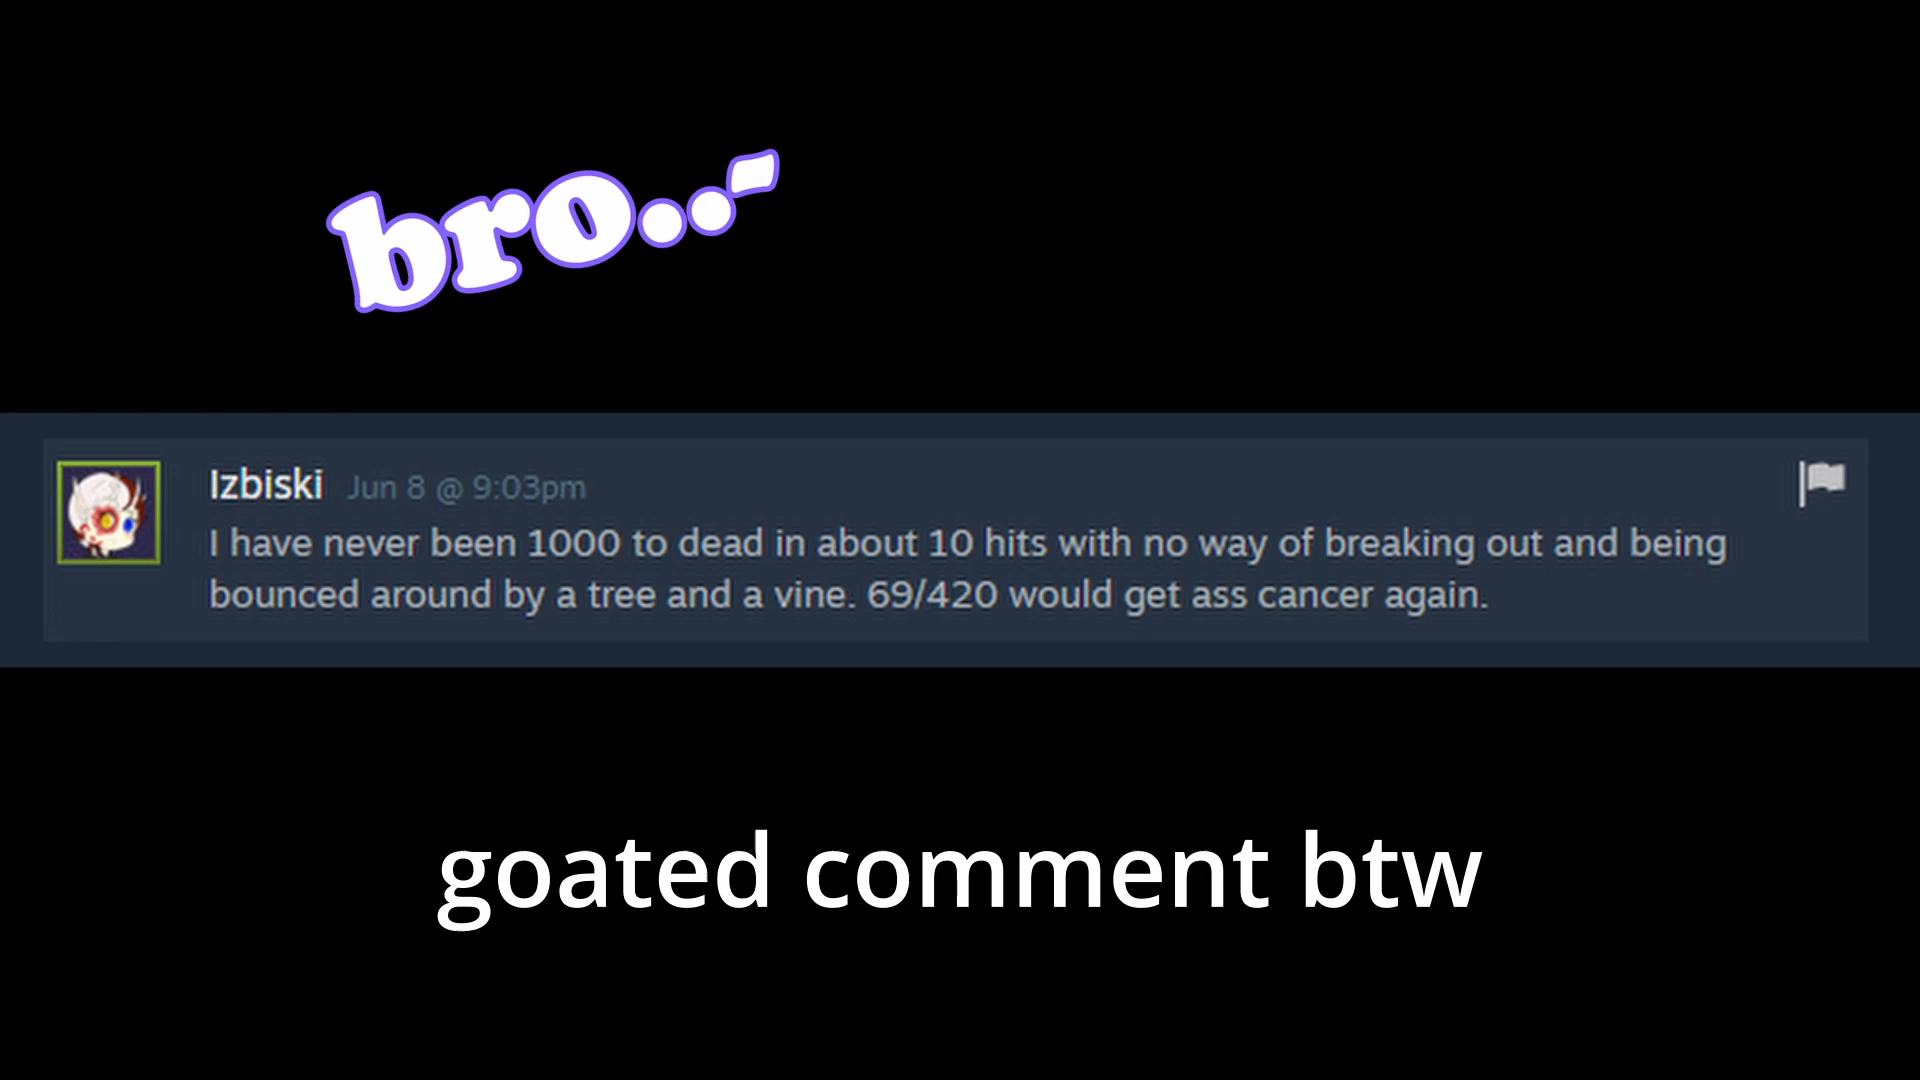 bro..-
Izbiski Jun 8 @ 9:03pm
I have never been 1000 to dead in about 10 hits with no way of breaking out and being
bounced around by a tree and a vine. 69/420 would get ass cancer again.
goated comment btw